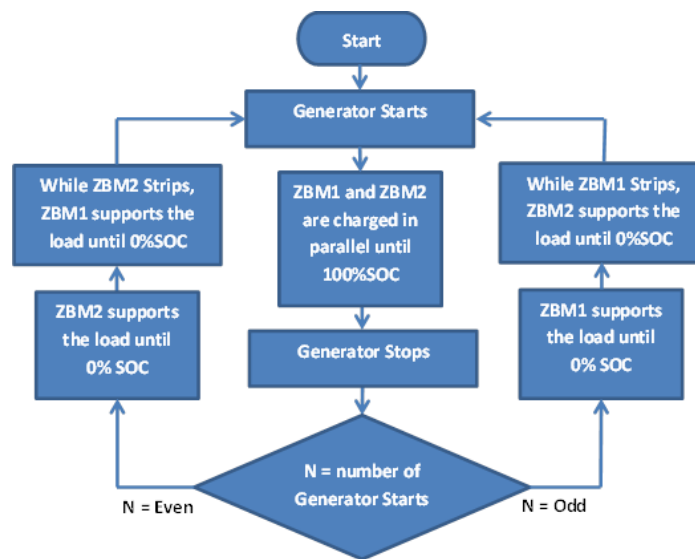 Start
Generator Starts
While ZBM2 Strips,
ZBM1 supports the
load until 0%SOC
ZBM1 and ZBM2
are charged in
parallel until
100%SOC
While ZBM1 Strips,
ZBM2 supports the
load until 0%SOC
ZBM2 supports
the load until
0% SOC
Generator Stops
ZBM1 supports
the load until
0% SOC
N = number of
Generator Starts
N = Even
N = Odd